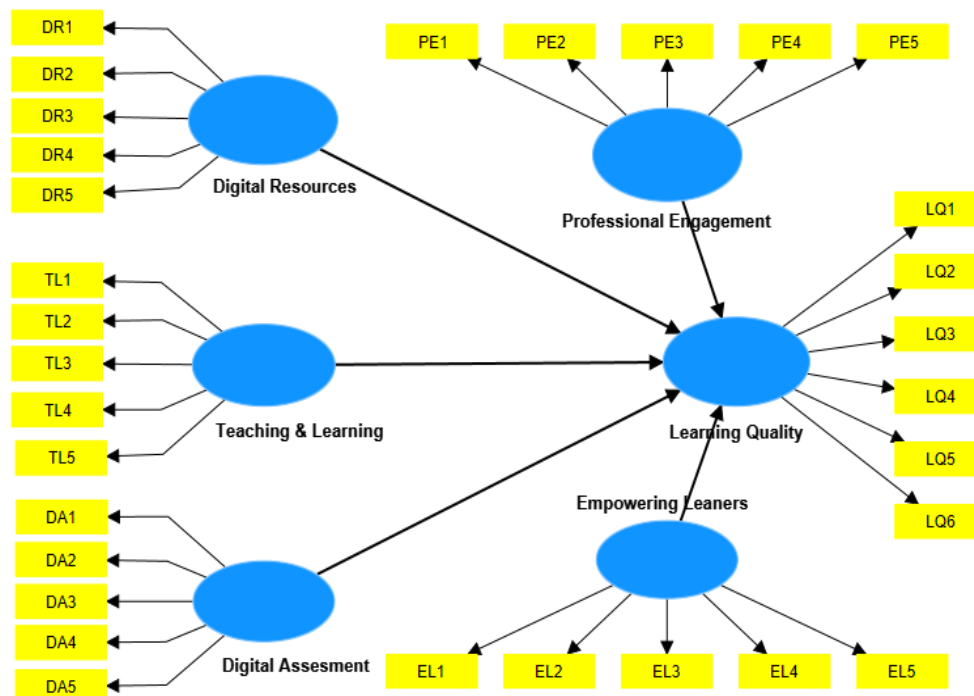 DR1
DR2
DR3
DR4
DR5
Digital Resources
PE1
PE2
PE3
PE4
PE5
Professional Engagement
TL1
TL2
TL3
TL4
TL5
Teaching & Learning
LQ1
LQ2
LQ3
LQ4
LQ5
LQ6
Learning Quality
DA1
DA2
DA3
DA4
DA5
Digital Assesment
Empowering Leaners
EL1
EL2
EL3
EL4
EL5